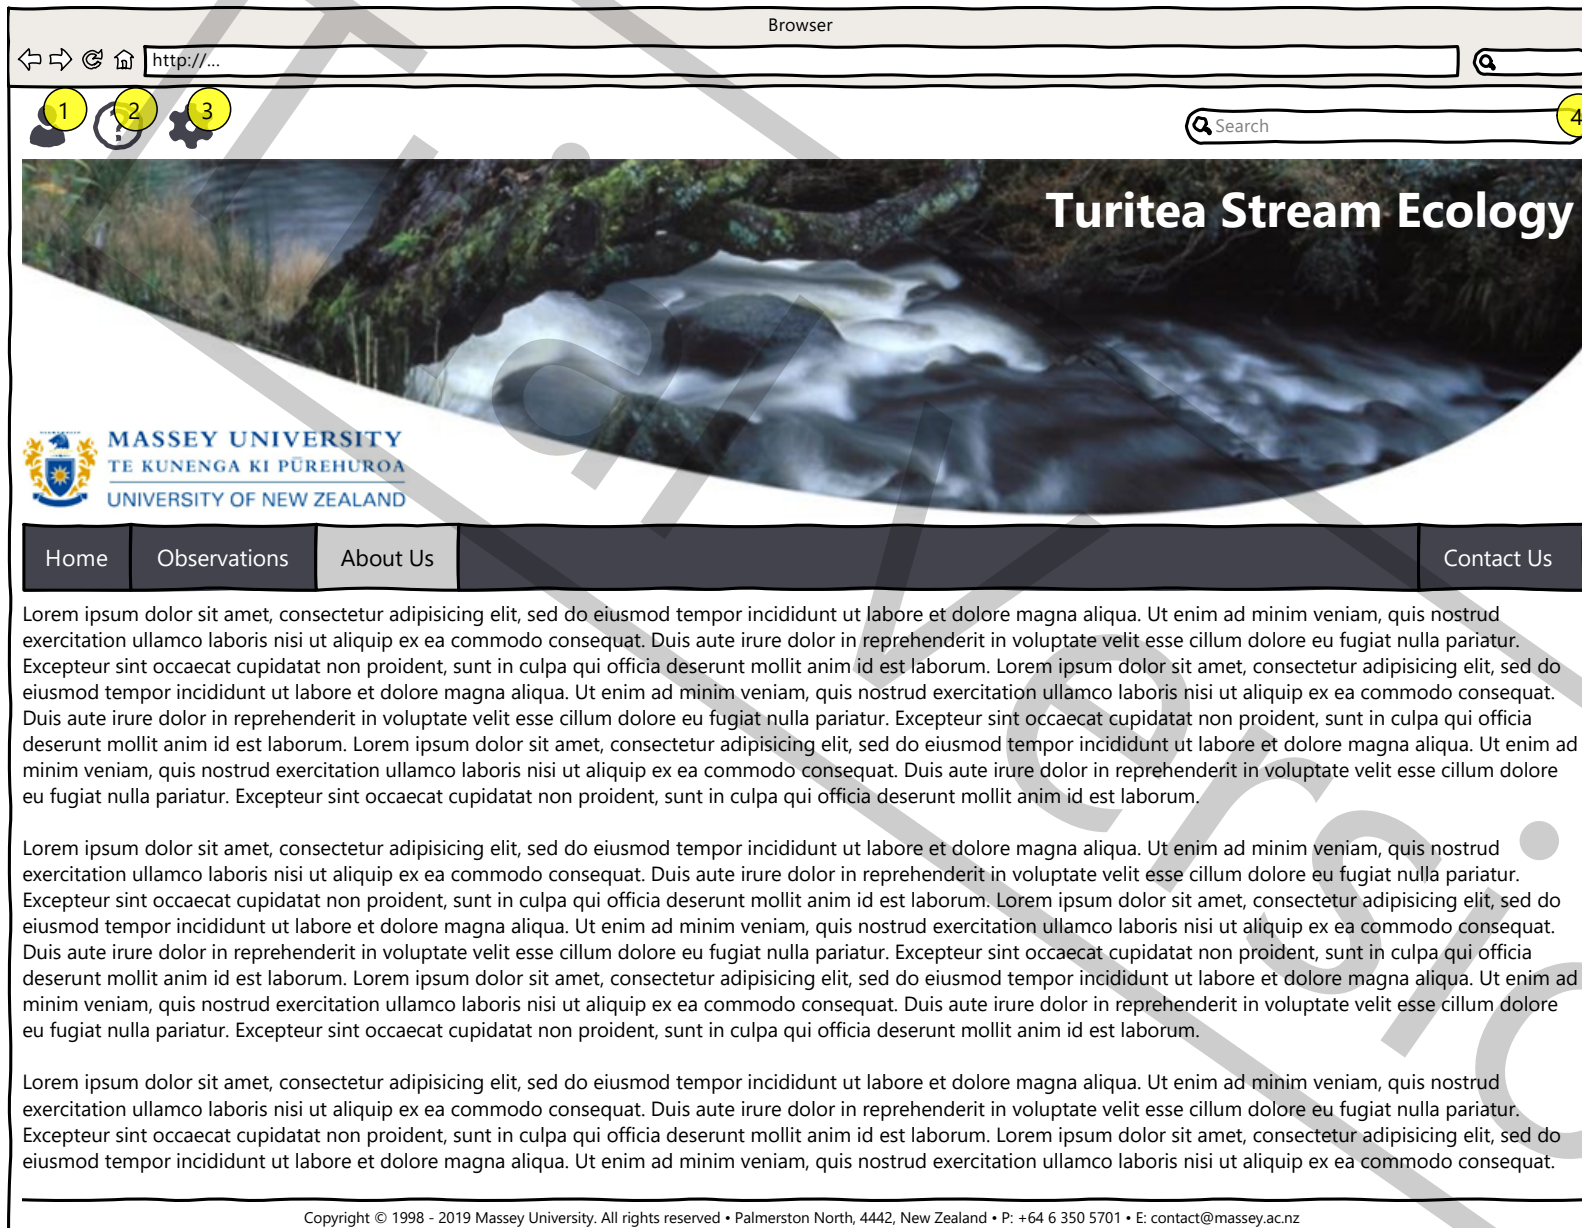 Browser
http://...
1 2 3
Search
4
Turitea Stream Ecology
MASSEY UNIVERSITY
TE KUNENGA KI PŪREHUROA
UNIVERSITY OF NEW ZEALAND
Home Observations About Us Contact Us
Lorem ipsum dolor sit amet, consectetur adipisicing elit, sed do eiusmod tempor incididunt ut labore et dolore magna aliqua. Ut enim ad minim veniam, quis nostrud
exercitation ullamco laboris nisi ut aliquip ex ea commodo consequat. Duis aute irure dolor in reprehenderit in voluptate velit esse cillum dolore eu fugiat nulla pariatur.
Excepteur sint occaecat cupidatat non proident, sunt in culpa qui officia deserunt mollit anim id est laborum. Lorem ipsum dolor sit amet, consectetur adipisicing elit, sed do
eiusmod tempor incididunt ut labore et dolore magna aliqua. Ut enim ad minim veniam, quis nostrud exercitation ullamco laboris nisi ut aliquip ex ea commodo consequat.
Duis aute irure dolor in reprehenderit in voluptate velit esse cillum dolore eu fugiat nulla pariatur. Excepteur sint occaecat cupidatat non proident, sunt in culpa qui officia
deserunt mollit anim id est laborum. Lorem ipsum dolor sit amet, consectetur adipisicing elit, sed do eiusmod tempor incididunt ut labore et dolore magna aliqua. Ut enim ad
minim veniam, quis nostrud exercitation ullamco laboris nisi ut aliquip ex ea commodo consequat. Duis aute irure dolor in reprehenderit in voluptate velit esse cillum dolore
eu fugiat nulla pariatur. Excepteur sint occaecat cupidatat non proident, sunt in culpa qui officia deserunt mollit anim id est laborum.
Lorem ipsum dolor sit amet, consectetur adipisicing elit, sed do eiusmod tempor incididunt ut labore et dolore magna aliqua. Ut enim ad minim veniam, quis nostrud
exercitation ullamco laboris nisi ut aliquip ex ea commodo consequat. Duis aute irure dolor in reprehenderit in voluptate velit esse cillum dolore eu fugiat nulla pariatur.
Excepteur sint occaecat cupidatat non proident, sunt in culpa qui officia deserunt mollit anim id est laborum. Lorem ipsum dolor sit amet, consectetur adipisicing elit, sed do
eiusmod tempor incididunt ut labore et dolore magna aliqua. Ut enim ad minim veniam, quis nostrud exercitation ullamco laboris nisi ut aliquip ex ea commodo consequat.
Duis aute irure dolor in reprehenderit in voluptate velit esse cillum dolore eu fugiat nulla pariatur. Excepteur sint occaecat cupidatat non proident, sunt in culpa qui officia
deserunt mollit anim id est laborum. Lorem ipsum dolor sit amet, consectetur adipisicing elit, sed do eiusmod tempor incididunt ut labore et dolore magna aliqua. Ut enim ad
minim veniam, quis nostrud exercitation ullamco laboris nisi ut aliquip ex ea commodo consequat. Duis aute irure dolor in reprehenderit in voluptate velit esse cillum dolore
eu fugiat nulla pariatur. Excepteur sint occaecat cupidatat non proident, sunt in culpa qui officia deserunt mollit anim id est laborum.
Lorem ipsum dolor sit amet, consectetur adipisicing elit, sed do eiusmod tempor incididunt ut labore et dolore magna aliqua. Ut enim ad minim veniam, quis nostrud
exercitation ullamco laboris nisi ut aliquip ex ea commodo consequat. Duis aute irure dolor in reprehenderit in voluptate velit esse cillum dolore eu fugiat nulla pariatur.
Excepteur sint occaecat cupidatat non proident, sunt in culpa qui officia deserunt mollit anim id est laborum. Lorem ipsum dolor sit amet, consectetur adipisicing elit, sed do
eiusmod tempor incididunt ut labore et dolore magna aliqua. Ut enim ad minim veniam, quis nostrud exercitation ullamco laboris nisi ut aliquip ex ea commodo consequat.
Copyright © 1998 - 2019 Massey University. All rights reserved • Palmerston North, 4442, New Zealand • P: +64 6 350 5701 • E: contact@massey.ac.nz
Trial Versio